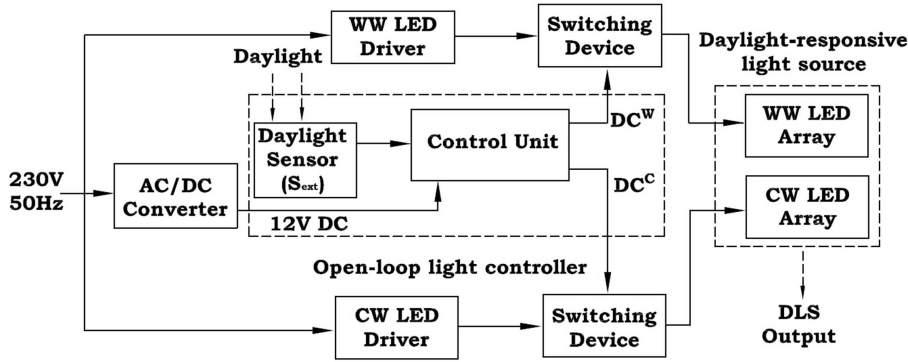 WW LED
Driver
Switching
Device
Daylight-responsive
light source
Daylight
Daylight
Sensor
(Sext)
Control Unit
DCW
WW LED
Array
230V
50Hz
AC/DC
Converter
12V DC
DCC
CW LED
Array
Open-loop light controller
CW LED
Driver
Switching
Device
DLS
Output